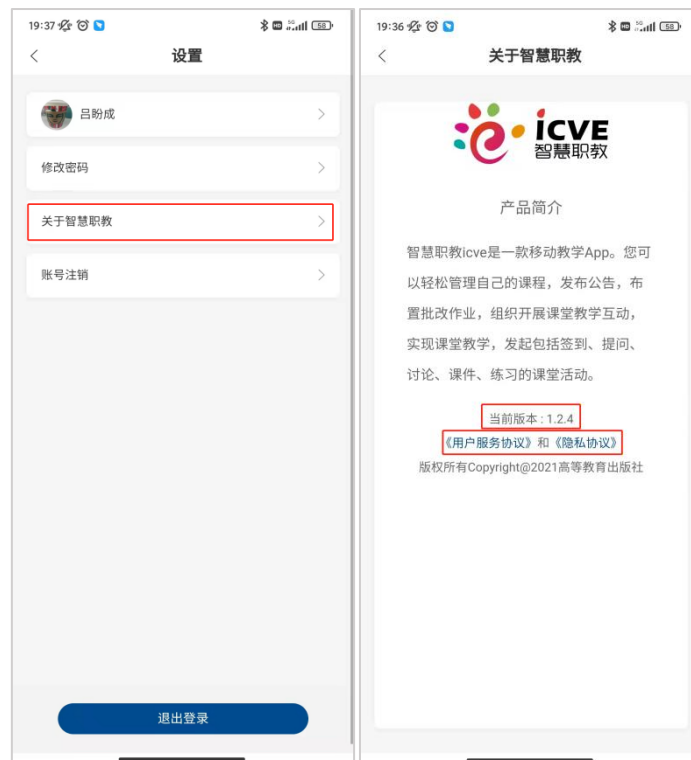 19:37
58
设置
吕盼成
修改密码
关于智慧职教
账号注销
退出登录
19:36
58
关于智慧职教
icve
智慧职教
产品简介
智慧职教icve是一款移动教学App。您可
以轻松管理自己的课程，发布公告，布
置批改作业，组织开展课堂教学互动，
实现课堂教学，发起包括签到、提问、
讨论、课件、练习的课堂活动。
当前版本 : 1.2.4
《用户服务协议》和《隐私协议》
版权所有Copyright@2021高等教育出版社